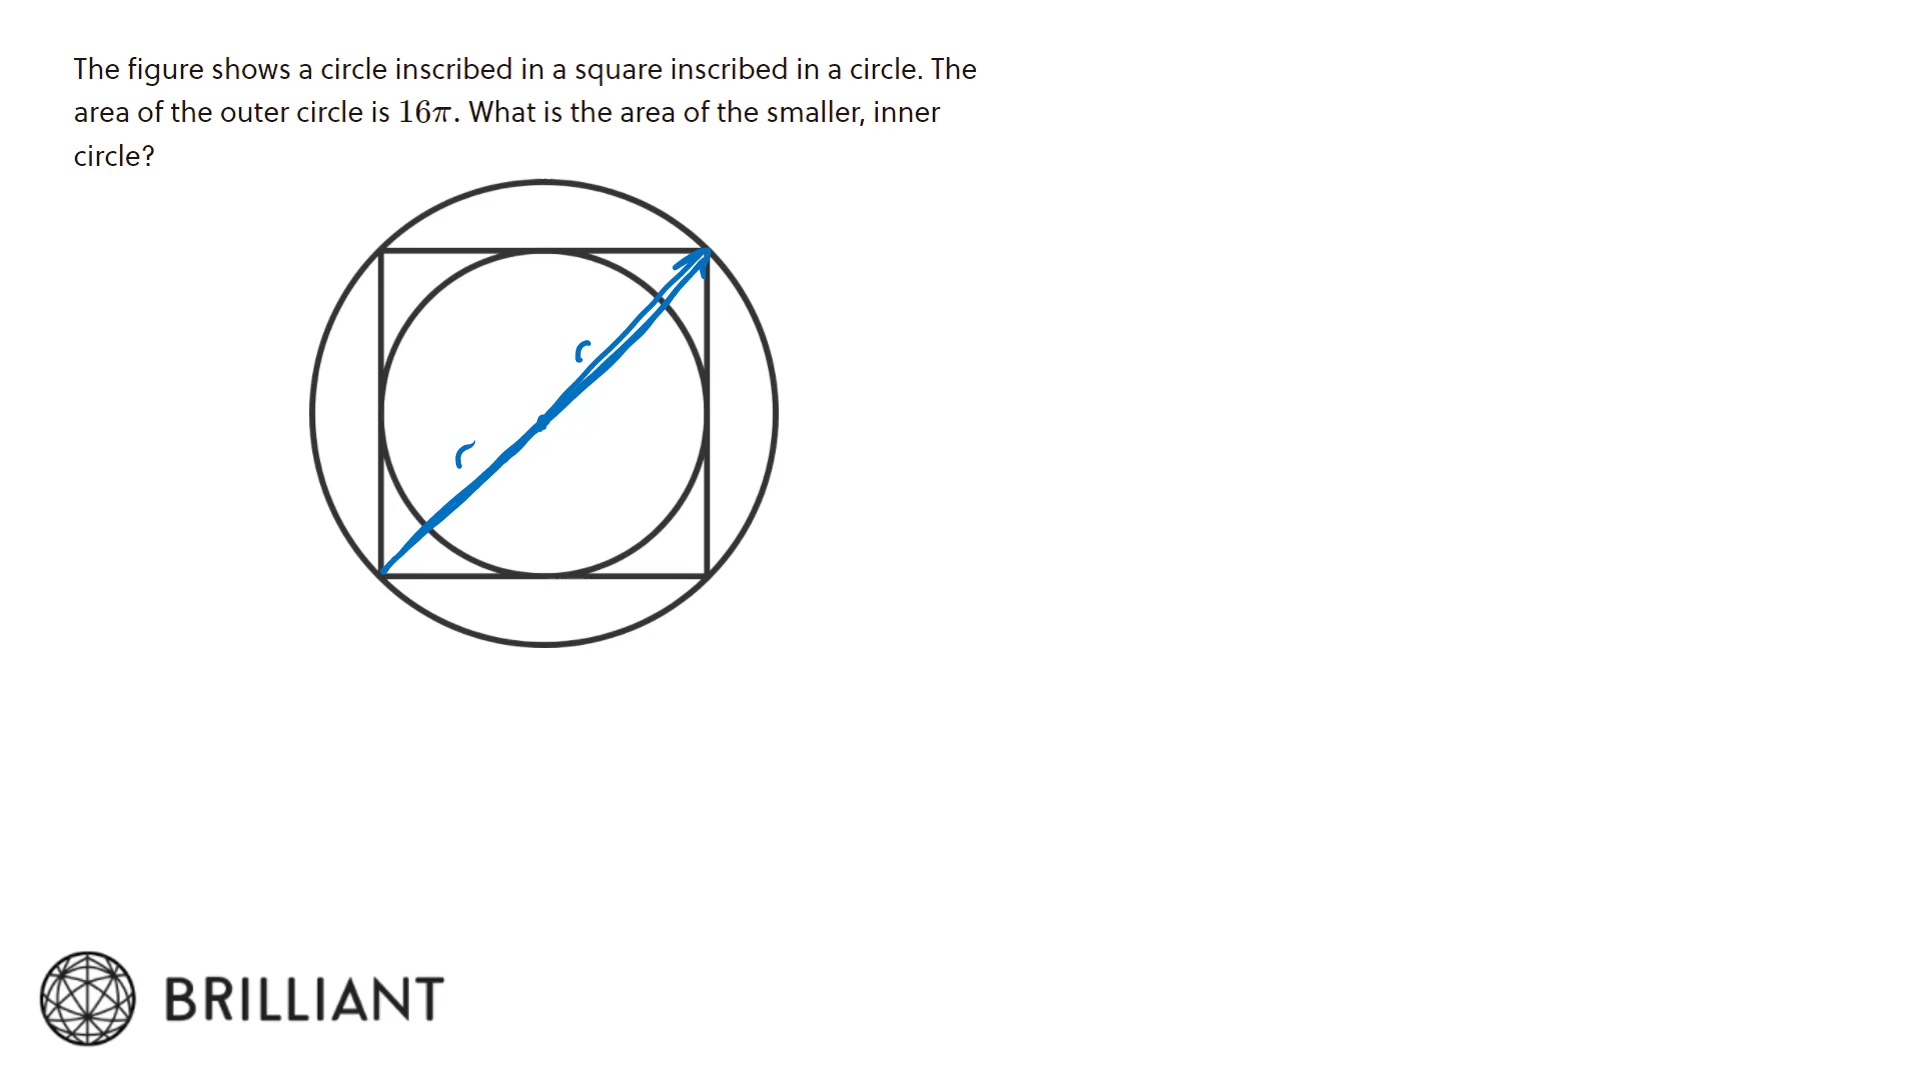 The figure shows a circle inscribed in a square inscribed in a circle. The
area of the outer circle is 16π. What is the area of the smaller, inner
circle?
r
r
BRILLIANT